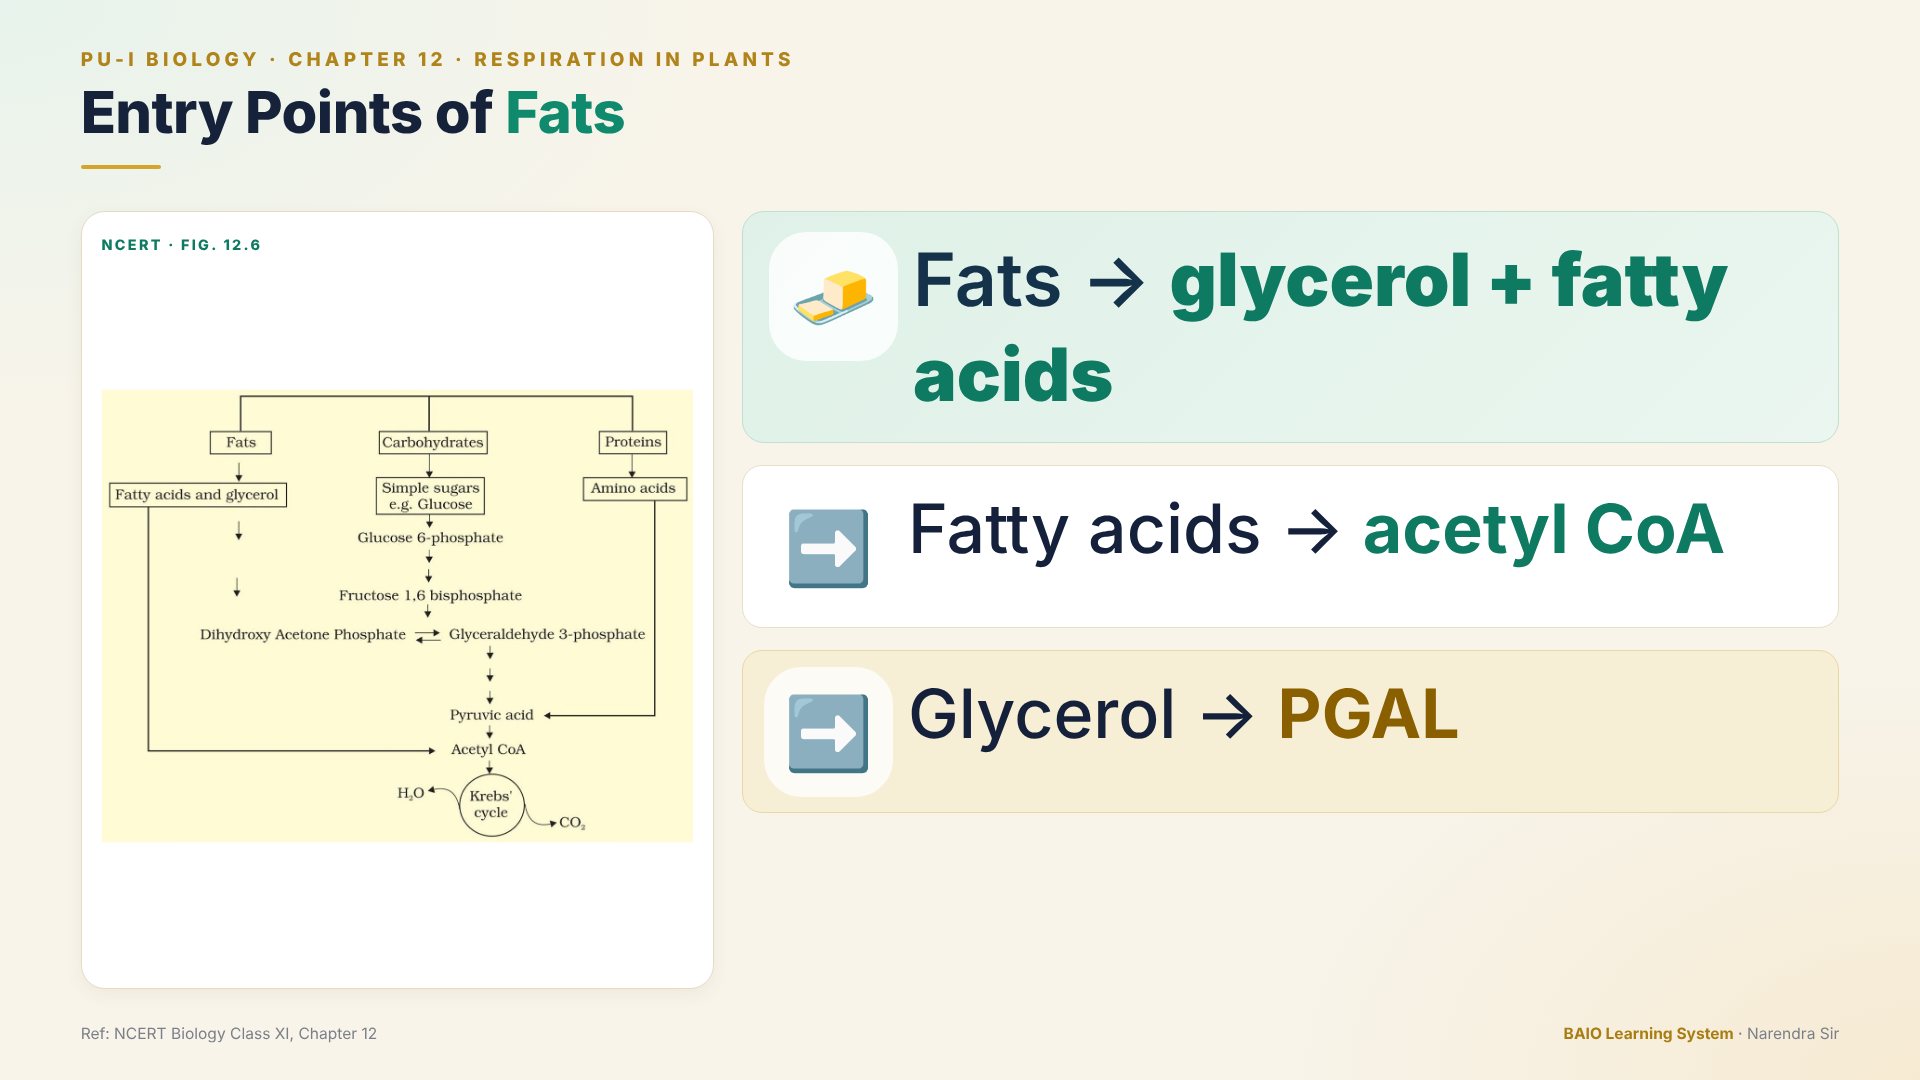 PU-I BIOLOGY · CHAPTER 12 · RESPIRATION IN PLANTS
Entry Points of Fats
NCERT · FIG. 12.6
Fats
Carbohydrates
Proteins
Fatty acids and glycerol
Simple sugars
e.g. Glucose
Amino acids
Glucose 6-phosphate
Fructose 1,6 bisphosphate
Dihydroxy Acetone Phosphate
Glyceraldehyde 3-phosphate
Pyruvic acid
Acetyl CoA
H₂O
Krebs'
cycle
CO₂
Fats → glycerol + fatty
acids
Fatty acids → acetyl CoA
Glycerol → PGAL
Ref: NCERT Biology Class XI, Chapter 12
BAIO Learning System · Narendra Sir